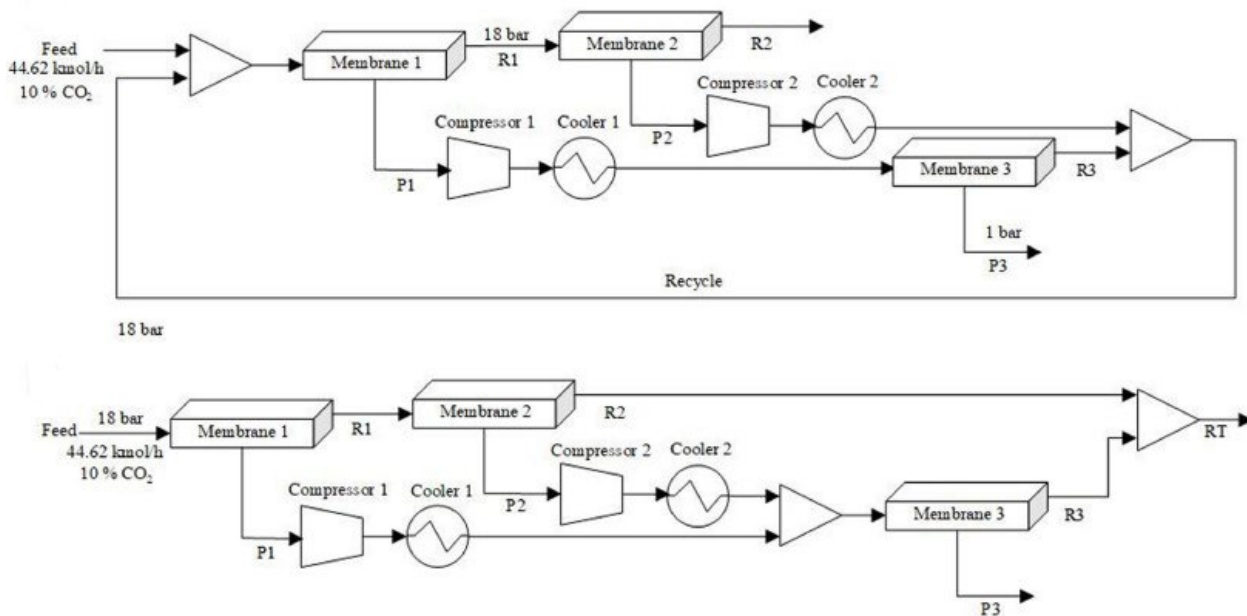 Feed
44.62 kmol/h
10 % CO₂
Membrane 1
18 bar
R1
Membrane 2
R2
Compressor 1
Cooler 1
P1
P2
Compressor 2
Cooler 2
Membrane 3
R3
1 bar
P3
Recycle
18 bar
Feed
18 bar
44.62 kmol/h
10 % CO₂
Membrane 1
R1
Membrane 2
R2
RT
Compressor 1
Cooler 1
P1
P2
Compressor 2
Cooler 2
Membrane 3
R3
P3